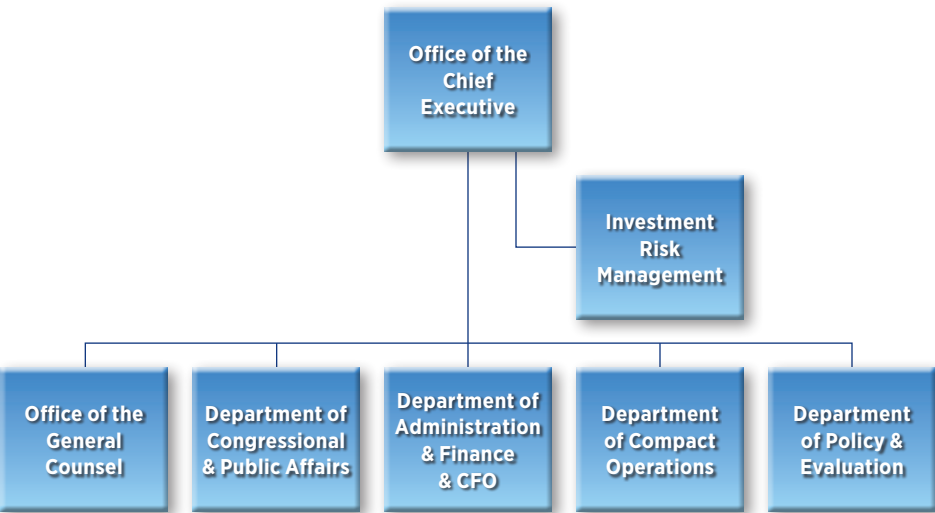 Office of the
Chief
Executive
Investment
Risk
Management
Office of the
General
Counsel
Department of
Congressional
& Public Affairs
Department of
Administration
& Finance
& CFO
Department
of Compact
Operations
Department
of Policy &
Evaluation